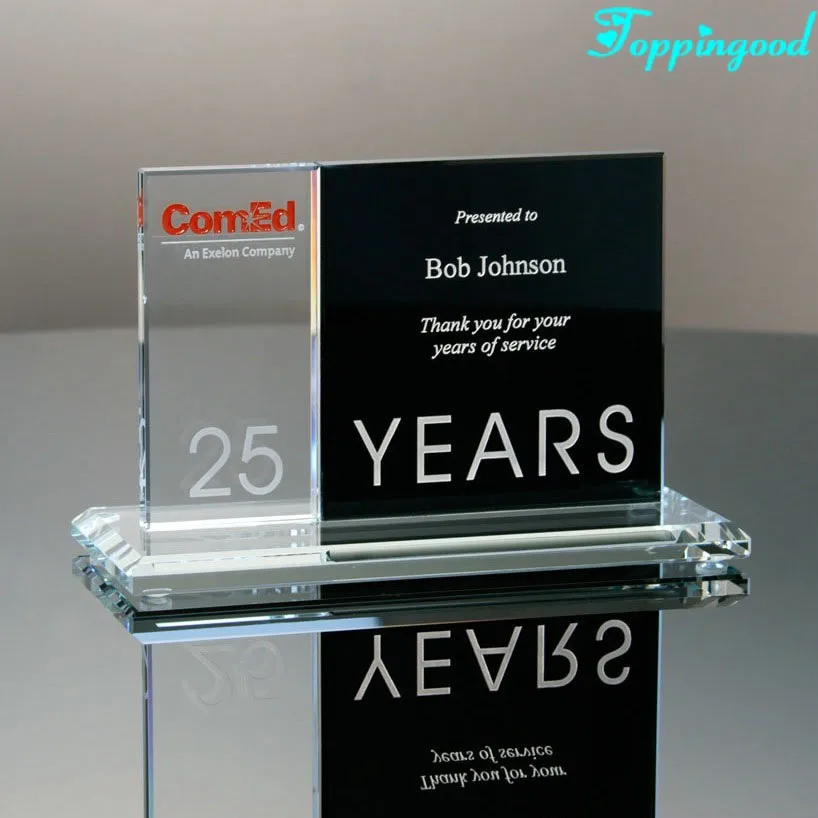 Toppingood
ComEd®
An Exelon Company
25
Presented to
Bob Johnson
Thank you for your
years of service
YEARS